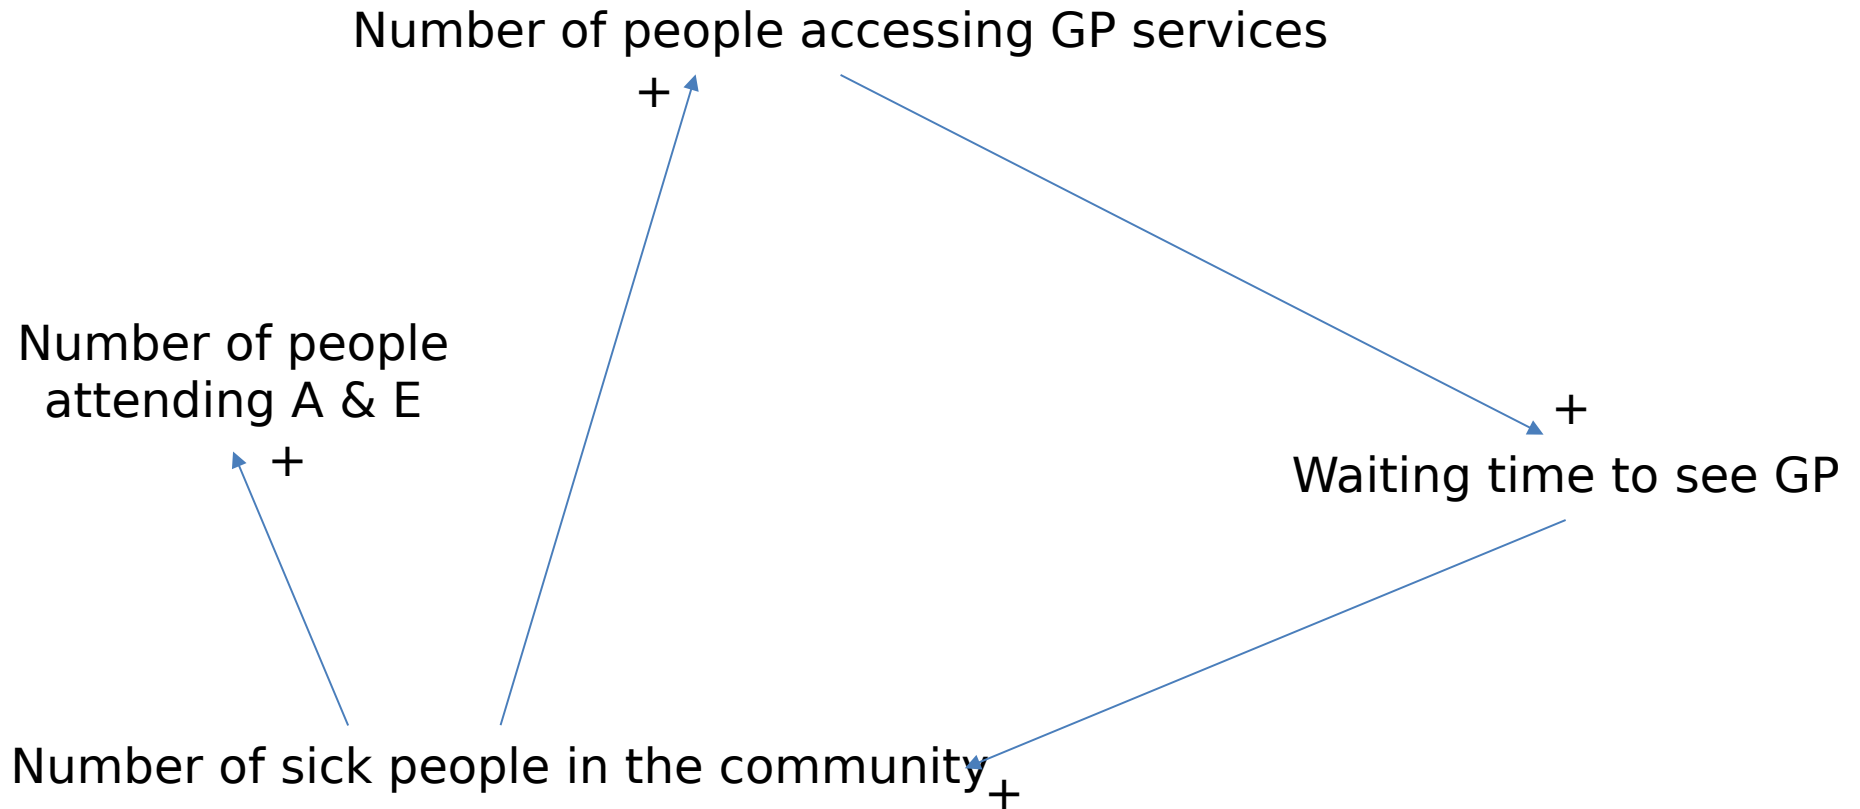 Number of people accessing GP services
+
Number of people
attending A & E
+
+
Waiting time to see GP
Number of sick people in the community
+